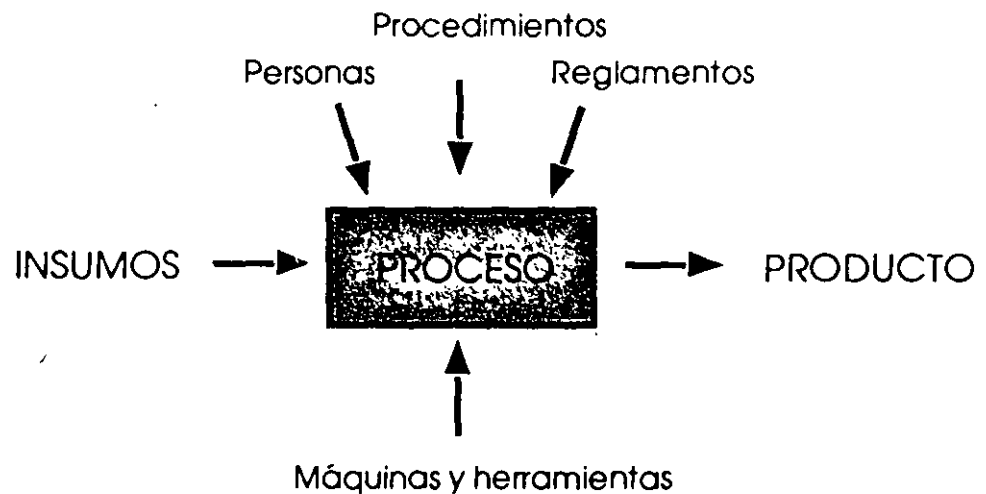 Procedimientos
Personas
Reglamentos
INSUMOS
PROCESO
PRODUCTO
Máquinas y herramientas